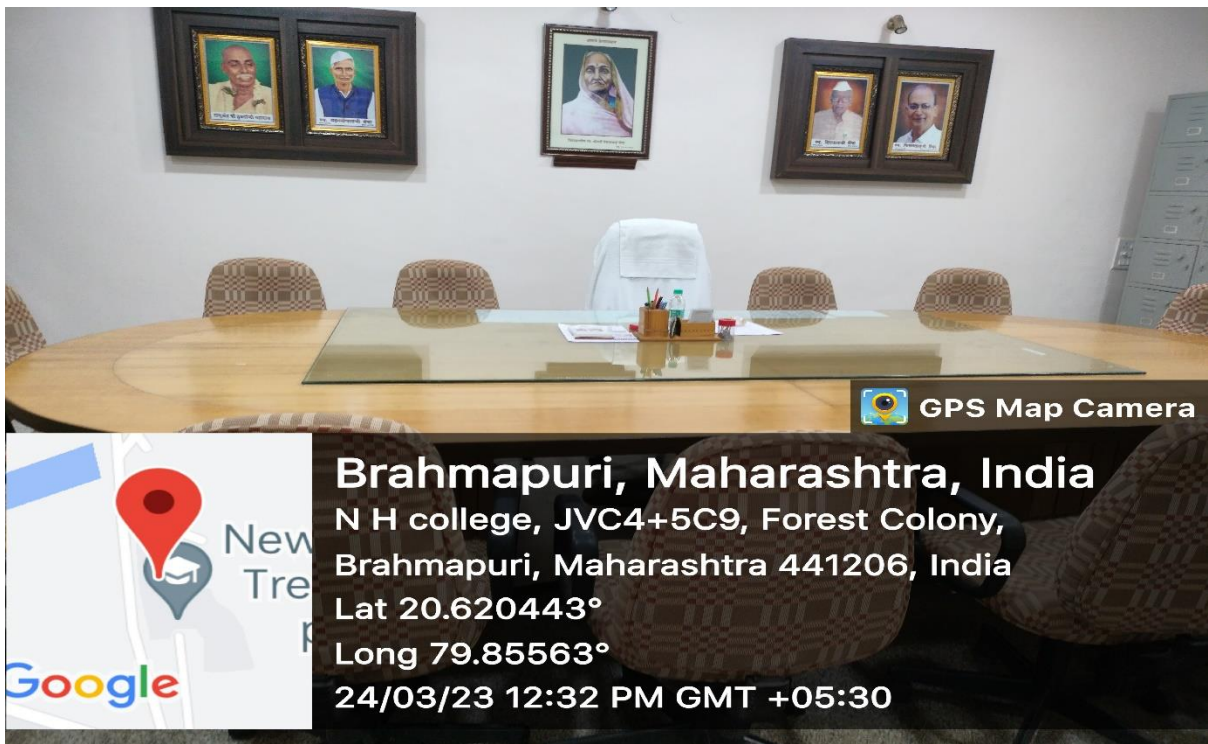 GPS Map Camera
Brahmapuri, Maharashtra, India
N H college, JVC4+5C9, Forest Colony,
Brahmapuri, Maharashtra 441206, India
Lat 20.620443°
Long 79.85563°
24/03/23 12:32 PM GMT +05:30
New
Tre
Google